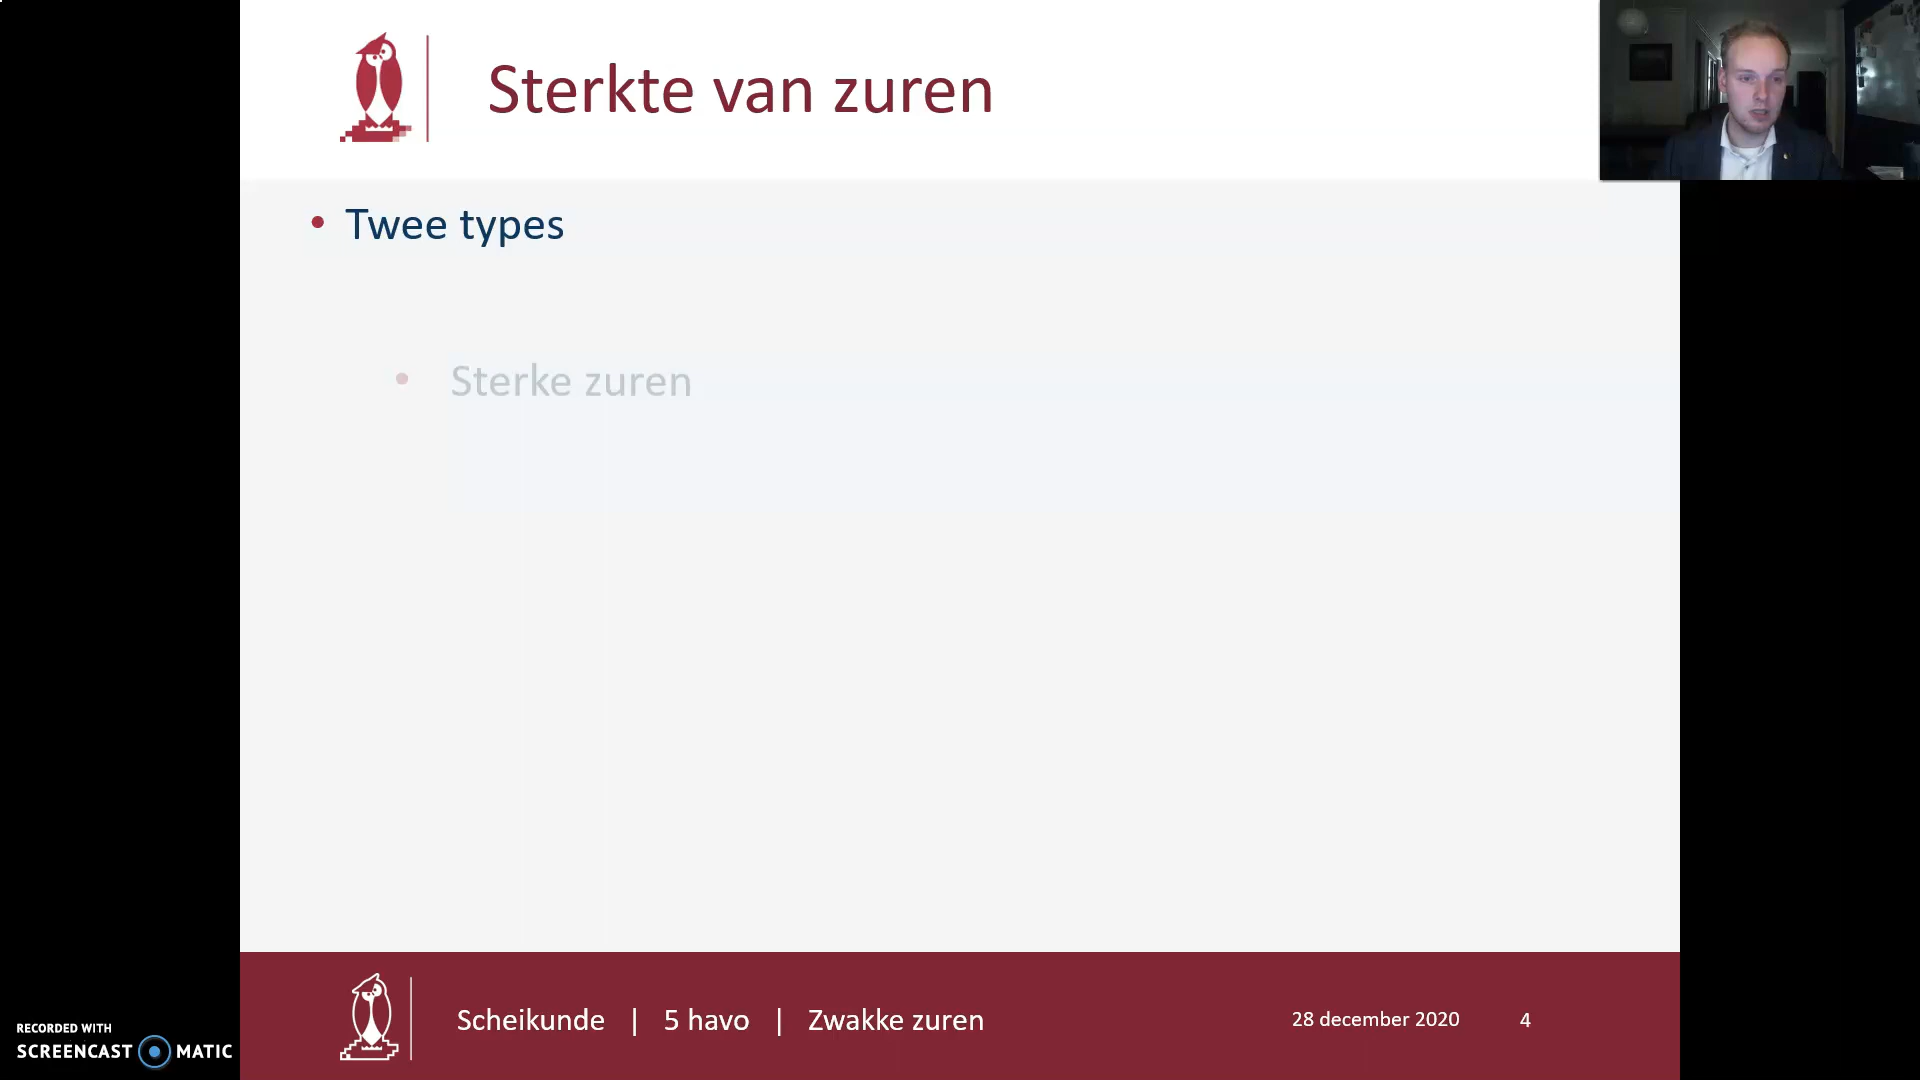 Sterkte van zuren
• Twee types
• Sterke zuren
Scheikunde | 5 havo | Zwakke zuren
28 december 2020
4
RECORDED WITH
SCREENCAST MATIC